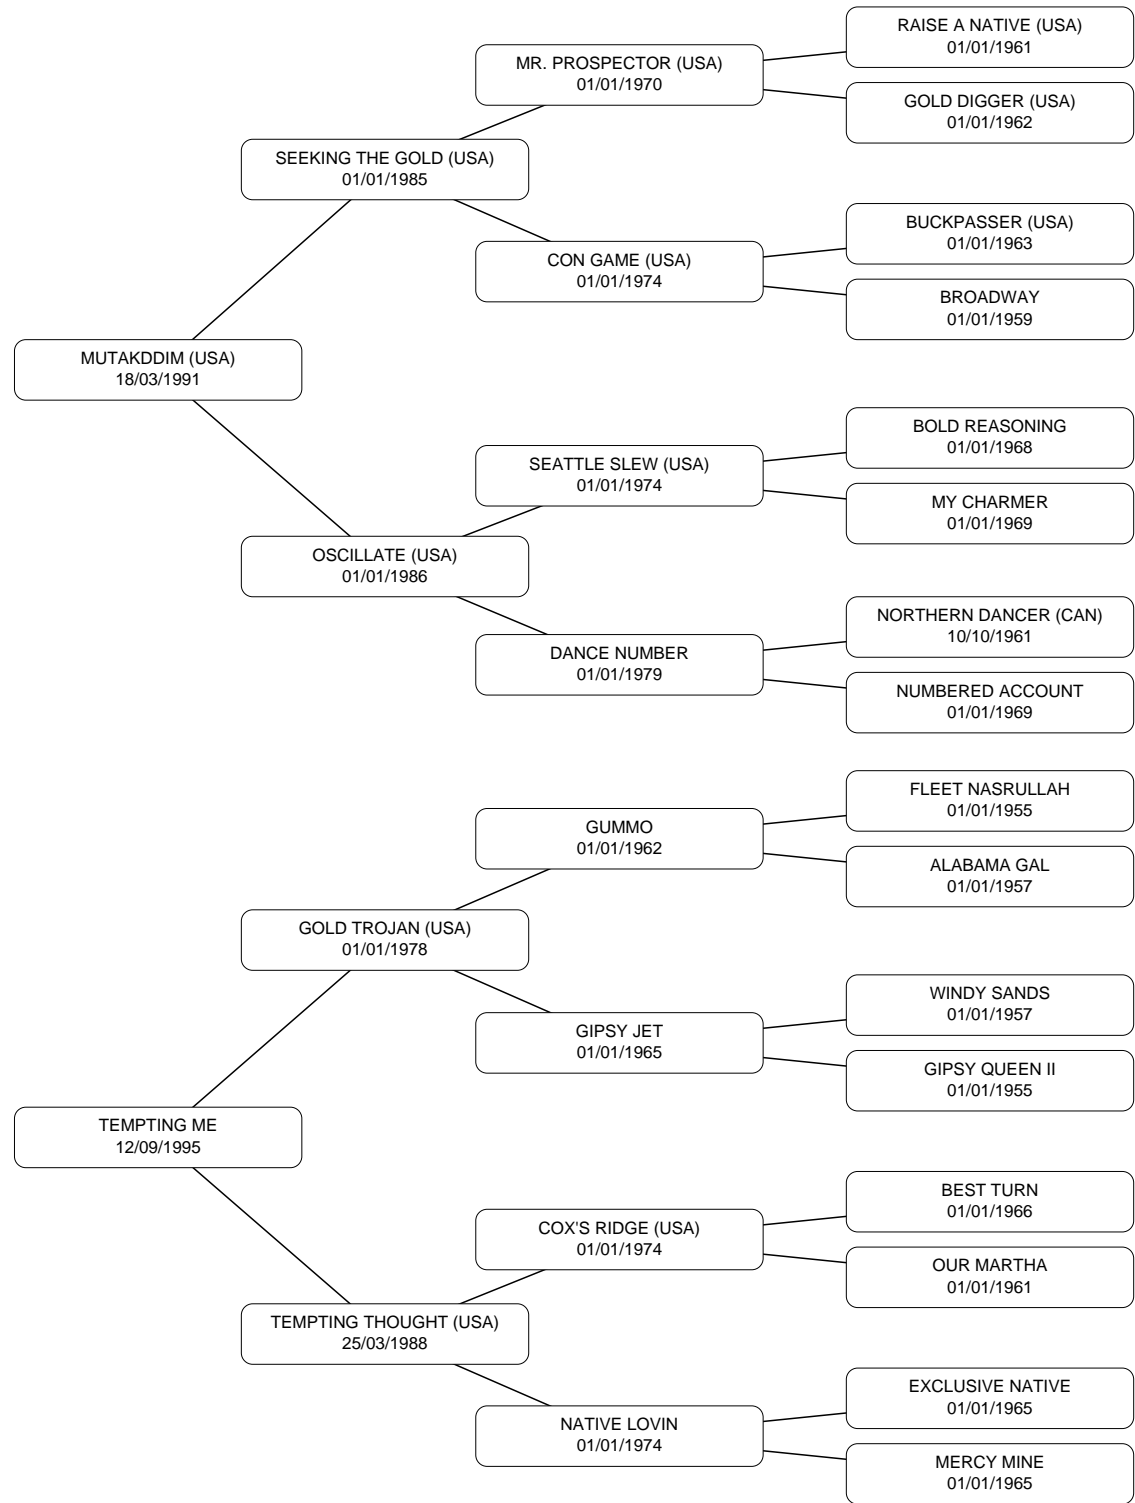 RAISE A NATIVE (USA)
01/01/1961
MR. PROSPECTOR (USA)
01/01/1970
GOLD DIGGER (USA)
01/01/1962
SEEKING THE GOLD (USA)
01/01/1985
BUCKPASSER (USA)
01/01/1963
CON GAME (USA)
01/01/1974
BROADWAY
01/01/1959
MUTAKDDIM (USA)
18/03/1991
BOLD REASONING
01/01/1968
SEATTLE SLEW (USA)
01/01/1974
MY CHARMER
01/01/1969
OSCILLATE (USA)
01/01/1986
NORTHERN DANCER (CAN)
10/10/1961
DANCE NUMBER
01/01/1979
NUMBERED ACCOUNT
01/01/1969
FLEET NASRULLAH
01/01/1955
GUMMO
01/01/1962
ALABAMA GAL
01/01/1957
GOLD TROJAN (USA)
01/01/1978
WINDY SANDS
01/01/1957
GIPSY JET
01/01/1965
GIPSY QUEEN II
01/01/1955
TEMPTING ME
12/09/1995
BEST TURN
01/01/1966
COX'S RIDGE (USA)
01/01/1974
OUR MARTHA
01/01/1961
TEMPTING THOUGHT (USA)
25/03/1988
EXCLUSIVE NATIVE
01/01/1965
NATIVE LOVIN
01/01/1974
MERCY MINE
01/01/1965